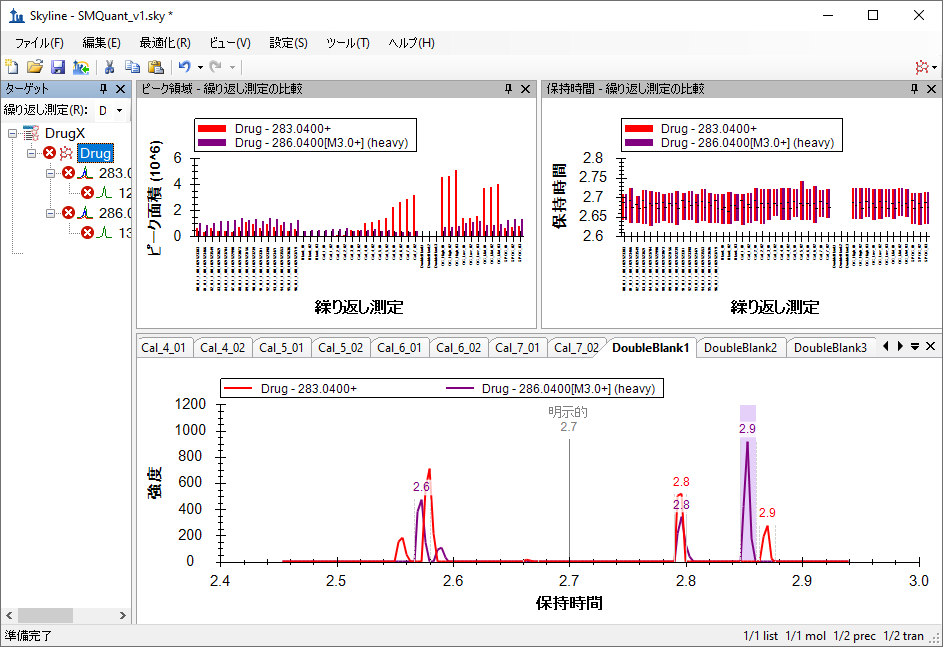 Skyline - SMQuant_v1.sky *
ファイル(F) 編集(E) 最適化(R) ビュー(V) 設定(S) ツール(T) ヘルプ(H)
ターゲット
繰り返し測定(R): D
DrugX
Drug
283.0
12
286.0
13
ピーク領域 - 繰り返し測定の比較
Drug - 283.0400+
Drug - 286.0400[M3.0+] (heavy)
ピーク面積 (10^6)
6
4
2
0
繰り返し測定
保持時間 - 繰り返し測定の比較
Drug - 283.0400+
Drug - 286.0400[M3.0+] (heavy)
保持時間
2.8
2.75
2.7
2.65
2.6
繰り返し測定
Cal_4_01 Cal_4_02 Cal_5_01 Cal_5_02 Cal_6_01 Cal_6_02 Cal_7_01 Cal_7_02 DoubleBlank1 DoubleBlank2 DoubleBlank3
Drug - 283.0400+ Drug - 286.0400[M3.0+] (heavy)
強度
1200
1000
800
600
400
200
0
明示的
2.7
2.6
2.8
2.8
2.9
2.9
2.4 2.5 2.6 2.7 2.8 2.9 3.0
保持時間
準備完了
1/1 list 1/1 mol 1/2 prec 1/2 tran